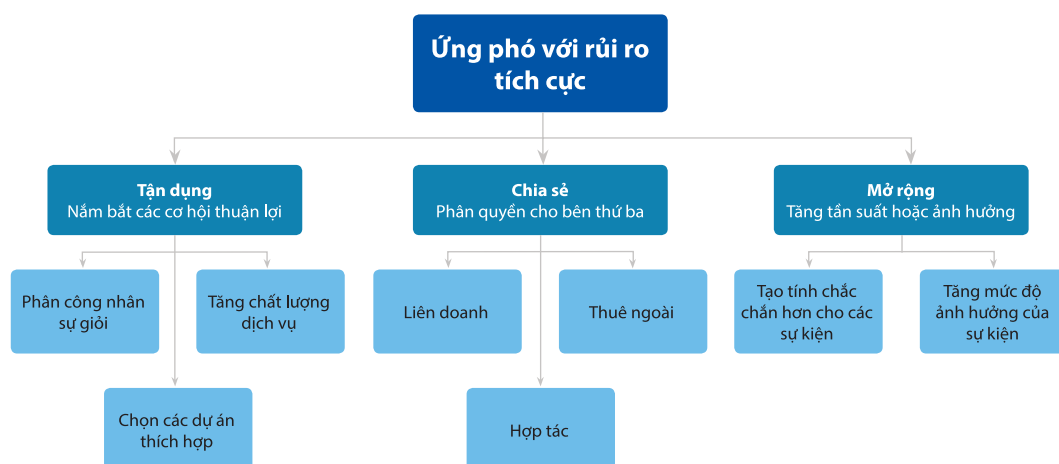 Ứng phó với rủi ro
tích cực
Tận dụng
Nắm bắt các cơ hội thuận lợi
Chia sẻ
Phân quyền cho bên thứ ba
Mở rộng
Tăng tần suất hoặc ảnh hưởng
Phân công nhân
sự giỏi
Tăng chất lượng
dịch vụ
Liên doanh
Thuê ngoài
Tạo tính chắc
chắn hơn cho các
sự kiện
Tăng mức độ
ảnh hưởng của
sự kiện
Chọn các dự án
thích hợp
Hợp tác